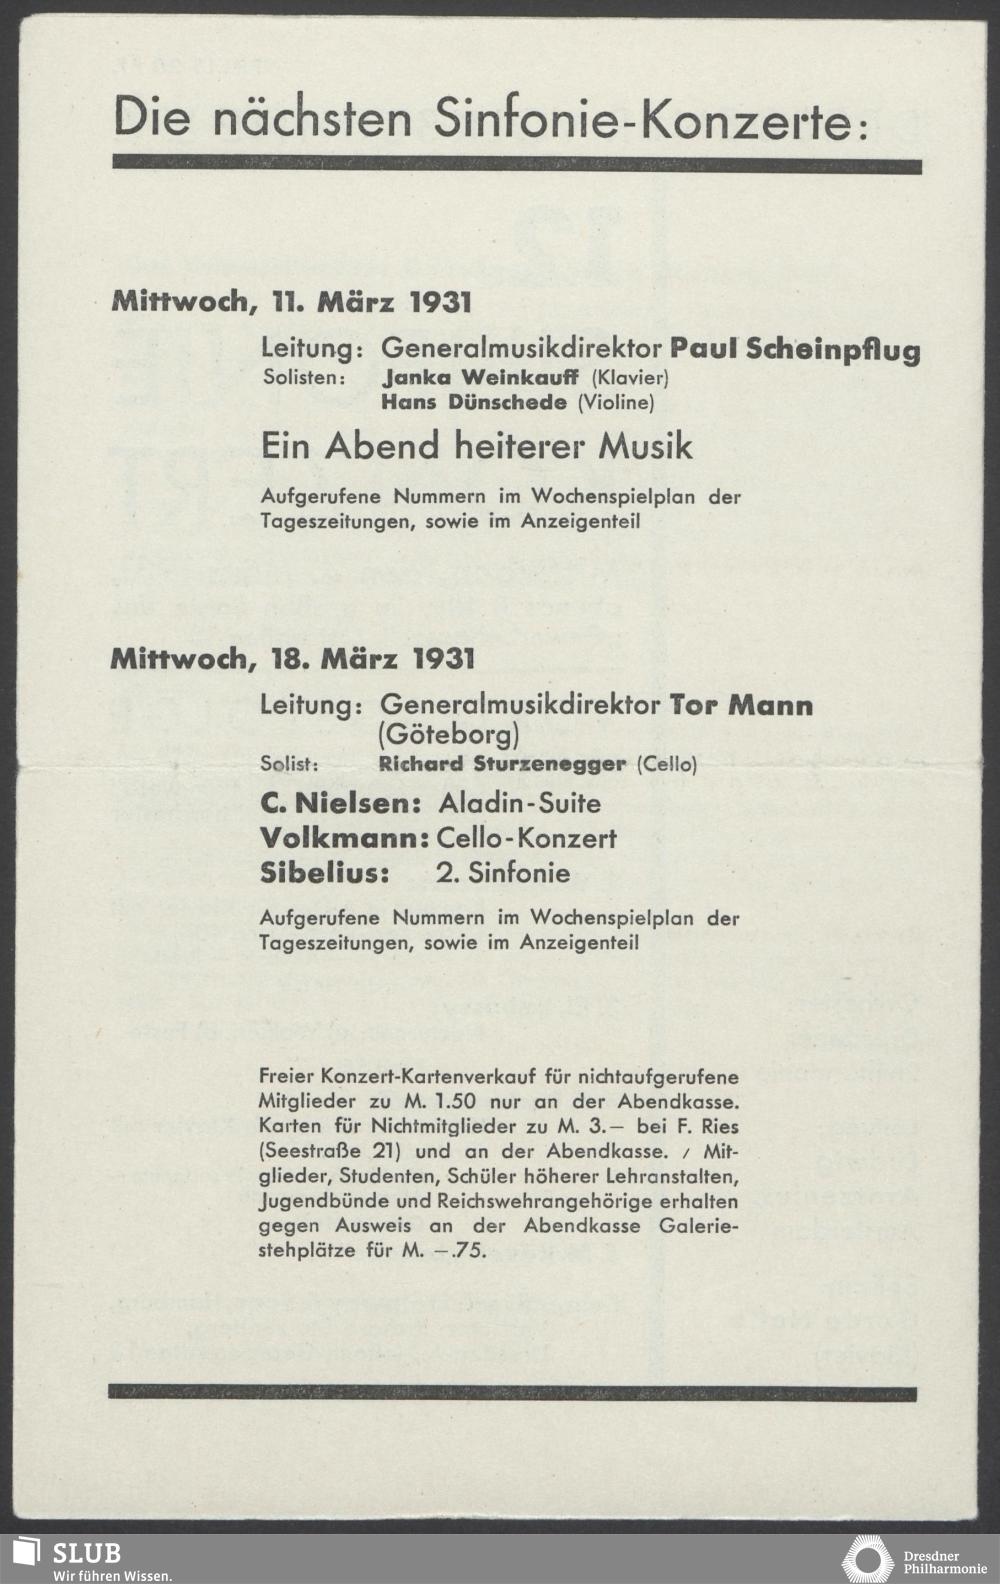 Die nächsten Sinfonie-Konzerte:
Mittwoch, 11. März 1931
Leitung: Generalmusikdirektor Paul Scheinpflug
Solisten: Janka Weinkauff (Klavier)
Hans Dünschede (Violine)
Ein Abend heiterer Musik
Aufgerufene Nummern im Wochenspielplan der
Tageszeitungen, sowie im Anzeigenteil
Mittwoch, 18. März 1931
Leitung: Generalmusikdirektor Tor Mann
(Göteborg)
Solist: Richard Sturzenegger (Cello)
C. Nielsen: Aladin-Suite
Volkmann: Cello-Konzert
Sibelius: 2. Sinfonie
Aufgerufene Nummern im Wochenspielplan der
Tageszeitungen, sowie im Anzeigenteil
Freier Konzert-Kartenverkauf für nichtaufgerufene
Mitglieder zu M. 1.50 nur an der Abendkasse.
Karten für Nichtmitglieder zu M. 3.— bei F. Ries
(Seestraße 21) und an der Abendkasse. / Mit-
glieder, Studenten, Schüler höherer Lehranstalten,
Jugendbünde und Reichswehrangehörige erhalten
gegen Ausweis an der Abendkasse Galerie-
stehplätze für M. —.75.
SLUB
Wir führen Wissen.
Dresdner
Philharmonie